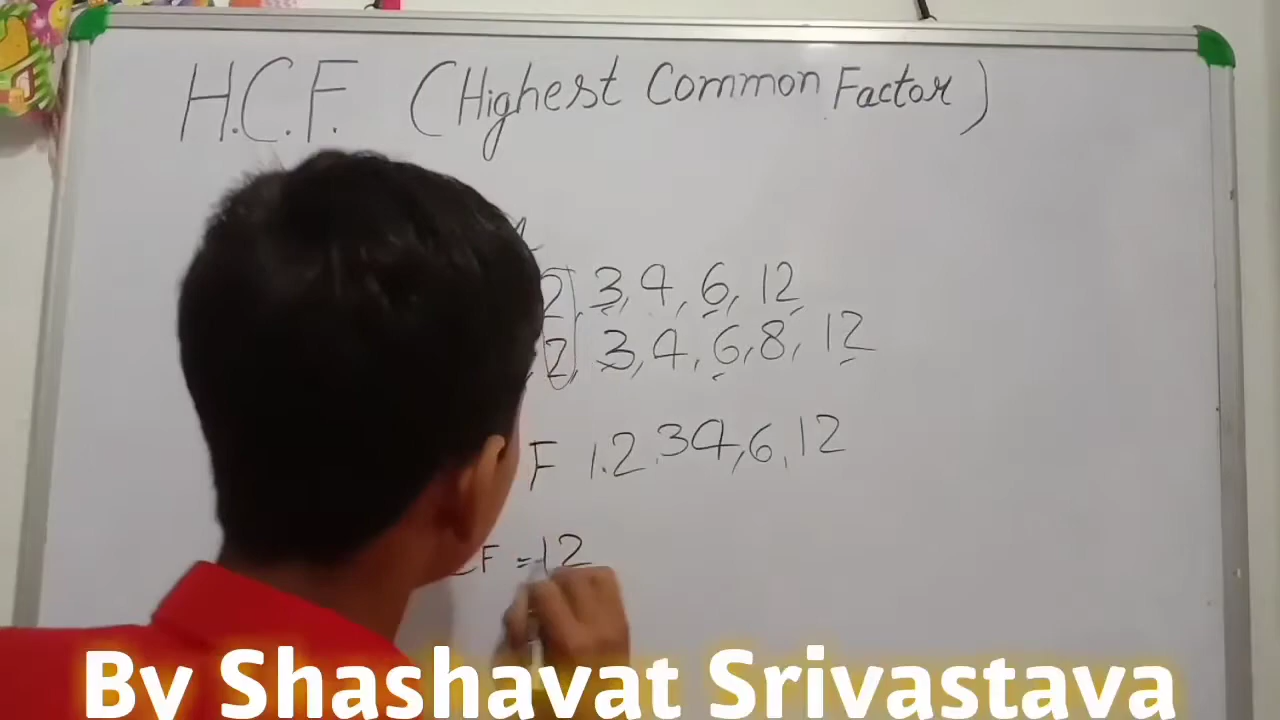 H.C.F. (Highest Common Factor)
2, 3, 4, 6, 12
, 2, 3, 4, 6, 8, 12
F 1. 2, 3 4, 6, 12
CF = 12
By Shashavat Srivastava